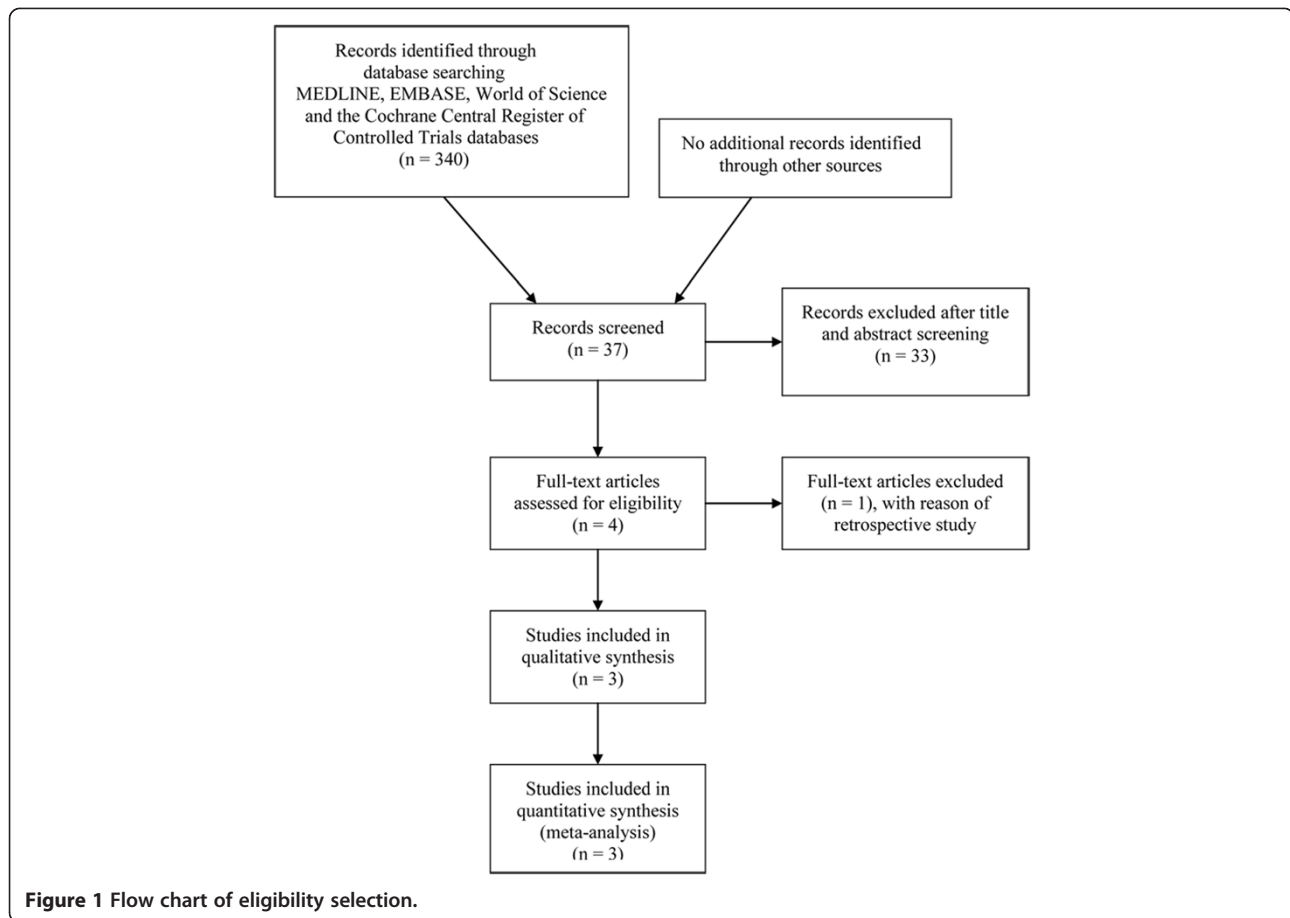 Records identified through
database searching
MEDLINE, EMBASE, World of Science
and the Cochrane Central Register of
Controlled Trials databases
(n = 340)
No additional records identified
through other sources
Records screened
(n = 37)
Records excluded after title
and abstract screening
(n = 33)
Full-text articles
assessed for eligibility
(n = 4)
Full-text articles excluded
(n = 1), with reason of
retrospective study
Studies included in
qualitative synthesis
(n = 3)
Studies included in
quantitative synthesis
(meta-analysis)
(n = 3)
Figure 1 Flow chart of eligibility selection.